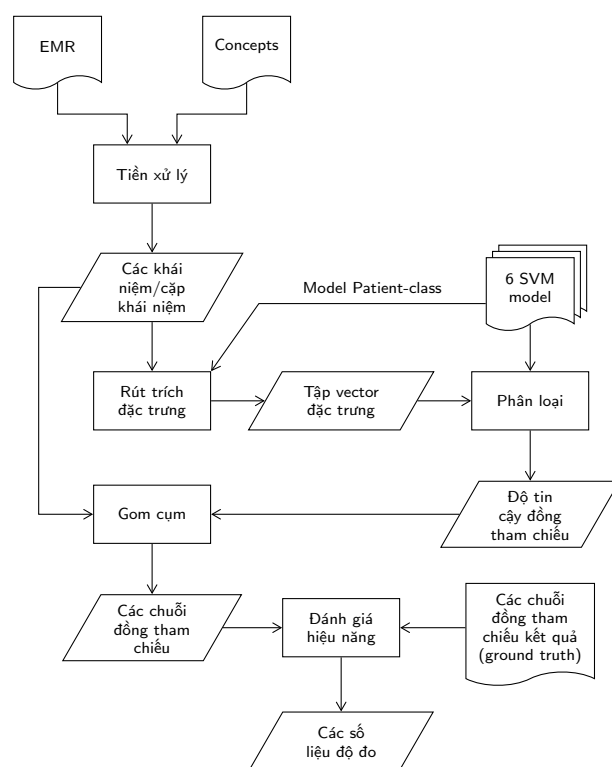 EMR
Concepts
Tiền xử lý
Các khái
niệm/cặp
khái niệm
Model Patient-class
6 SVM
model
Rút trích
đặc trưng
Tập vector
đặc trưng
Phân loại
Gom cụm
Độ tin
cậy đồng
tham chiếu
Các chuỗi
đồng tham
chiếu
Đánh giá
hiệu năng
Các chuỗi
đồng tham
chiếu kết quả
(ground truth)
Các số
liệu độ đo